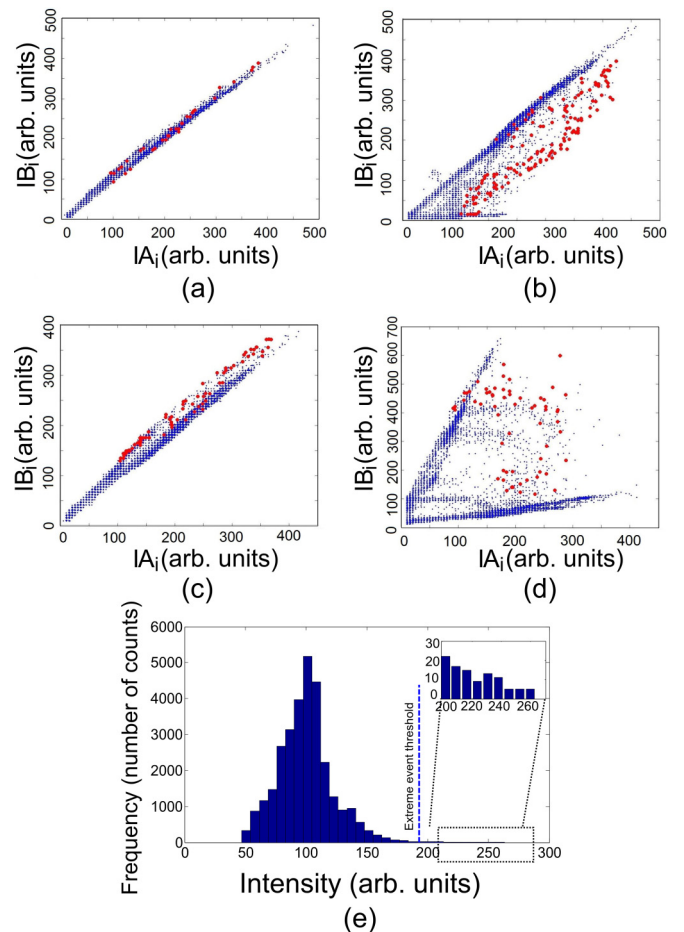 500
400
300
200
100
0
IBi(arb. units)
0 100 200 300 400 500
IAi(arb. units)
(a)
500
400
300
200
100
0
IBi(arb. units)
0 100 200 300 400 500
IAi(arb. units)
(b)
400
300
200
100
0
IBi(arb. units)
0 100 200 300 400
IAi(arb. units)
(c)
700
600
500
400
300
200
100
0
IBi(arb. units)
0 100 200 300 400
IAi(arb. units)
(d)
6000
5000
4000
3000
2000
1000
0
Frequency (number of counts)
Extreme event threshold
30
20
10
0
200 220 240 260
0 50 100 150 200 250 300
Intensity (arb. units)
(e)